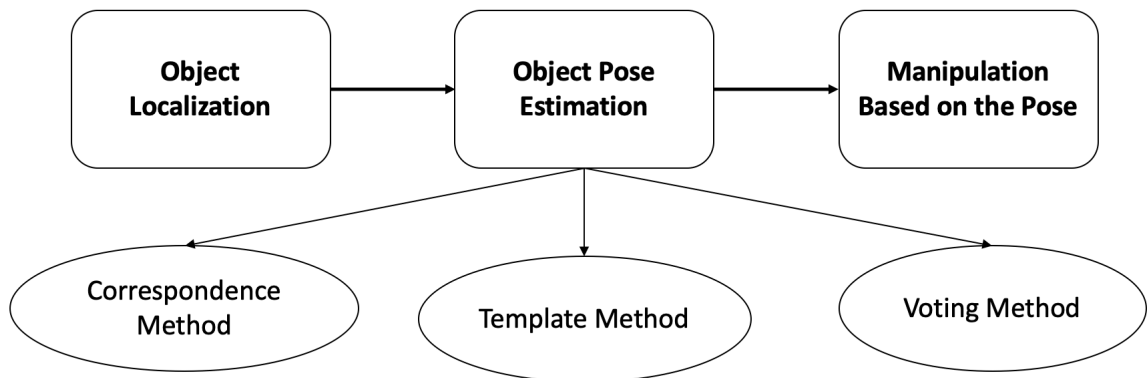 Object
Localization
Object Pose
Estimation
Manipulation
Based on the Pose
Correspondence
Method
Template Method
Voting Method